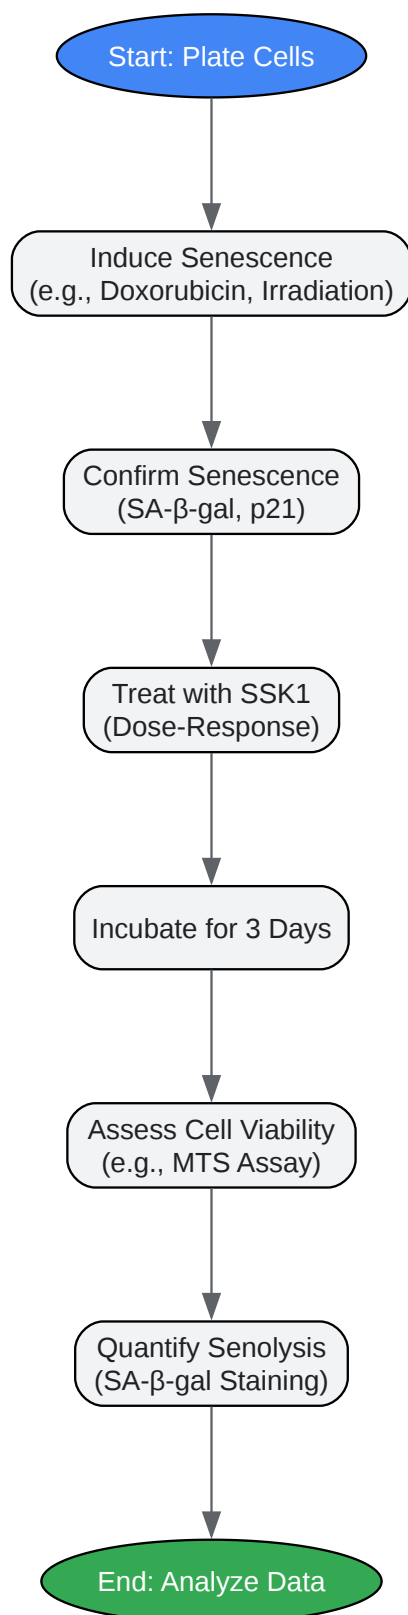 Start: Plate Cells
Induce Senescence
(e.g., Doxorubicin, Irradiation)
Confirm Senescence
(SA-β-gal, p21)
Treat with SSK1
(Dose-Response)
Incubate for 3 Days
Assess Cell Viability
(e.g., MTS Assay)
Quantify Senolysis
(SA-β-gal Staining)
End: Analyze Data